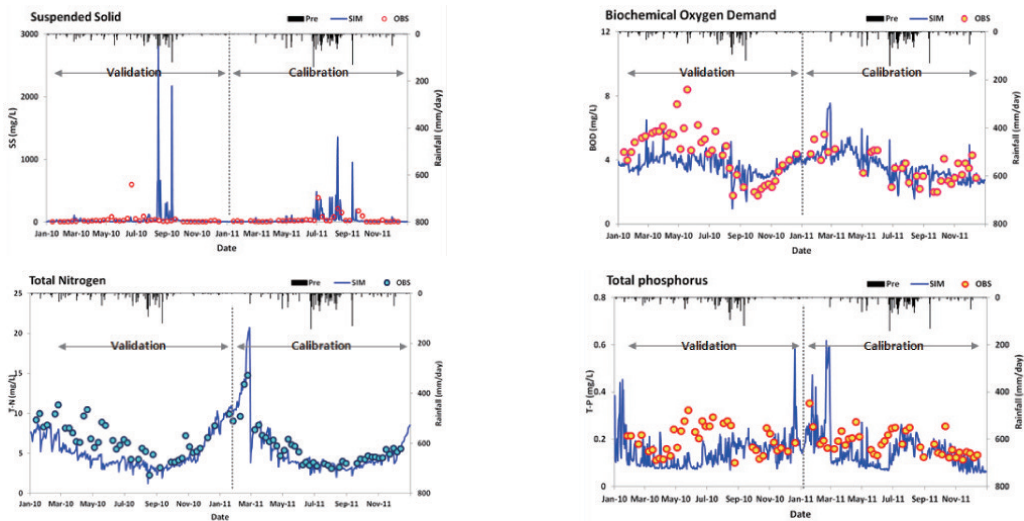 Suspended Solid
Pre SIM OBS
3000 0
Validation Calibration
200
2000
SS (mg/L)
400
Rainfall (mm/day)
1000
600
0 800
Jan-10 Mar-10 May-10 Jul-10 Sep-10 Nov-10 Jan-11 Mar-11 May-11 Jul-11 Sep-11 Nov-11
Date
Biochemical Oxygen Demand
Pre SIM OBS
12 0
Validation Calibration
200
8
BOD (mg/L)
400
Rainfall (mm/day)
4
600
0 800
Jan-10 Mar-10 May-10 Jul-10 Sep-10 Nov-10 Jan-11 Mar-11 May-11 Jul-11 Sep-11 Nov-11
Date
Total Nitrogen
Pre SIM OBS
25 0
20
200
Validation Calibration
15
T-N (mg/L)
400
Rainfall (mm/day)
10
600
5
0 800
Jan-10 Mar-10 May-10 Jul-10 Sep-10 Nov-10 Jan-11 Mar-11 May-11 Jul-11 Sep-11 Nov-11
Date
Total phosphorus
Pre SIM OBS
0.8 0
Validation Calibration
0.6 200
T-P (mg/L)
0.4 400
Rainfall (mm/day)
0.2 600
0 800
Jan-10 Mar-10 May-10 Jul-10 Sep-10 Nov-10 Jan-11 Mar-11 May-11 Jul-11 Sep-11 Nov-11
Date